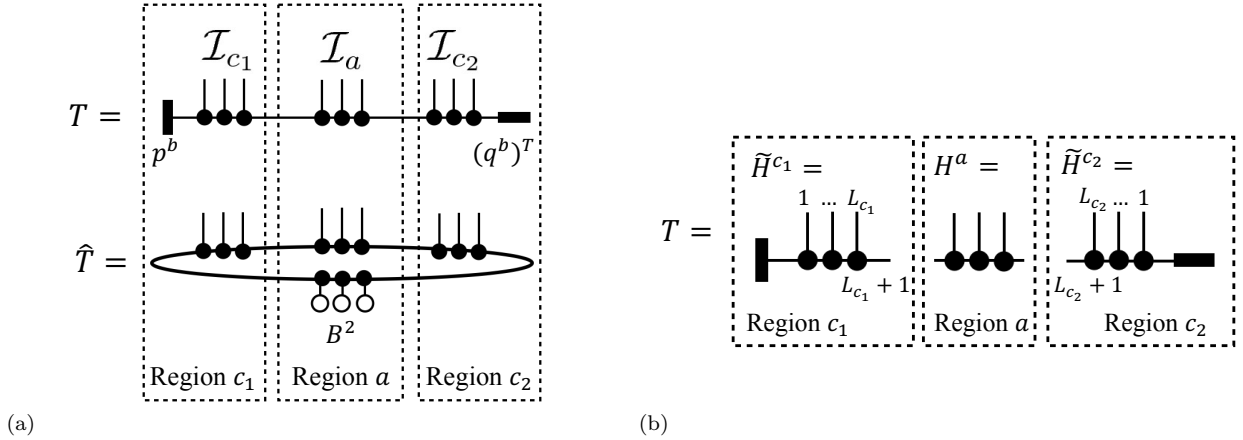 𝓘_{c_1} 𝓘_a 𝓘_{c_2}
T =
p^b (q^b)^T
T̂ =
B^2
Region c_1 Region a Region c_2
(a)
H̃^{c_1} = H^a = H̃^{c_2} =
1 ... L_{c_1} L_{c_2} ... 1
T =
L_{c_1} + 1 L_{c_2} + 1
Region c_1 Region a Region c_2
(b)